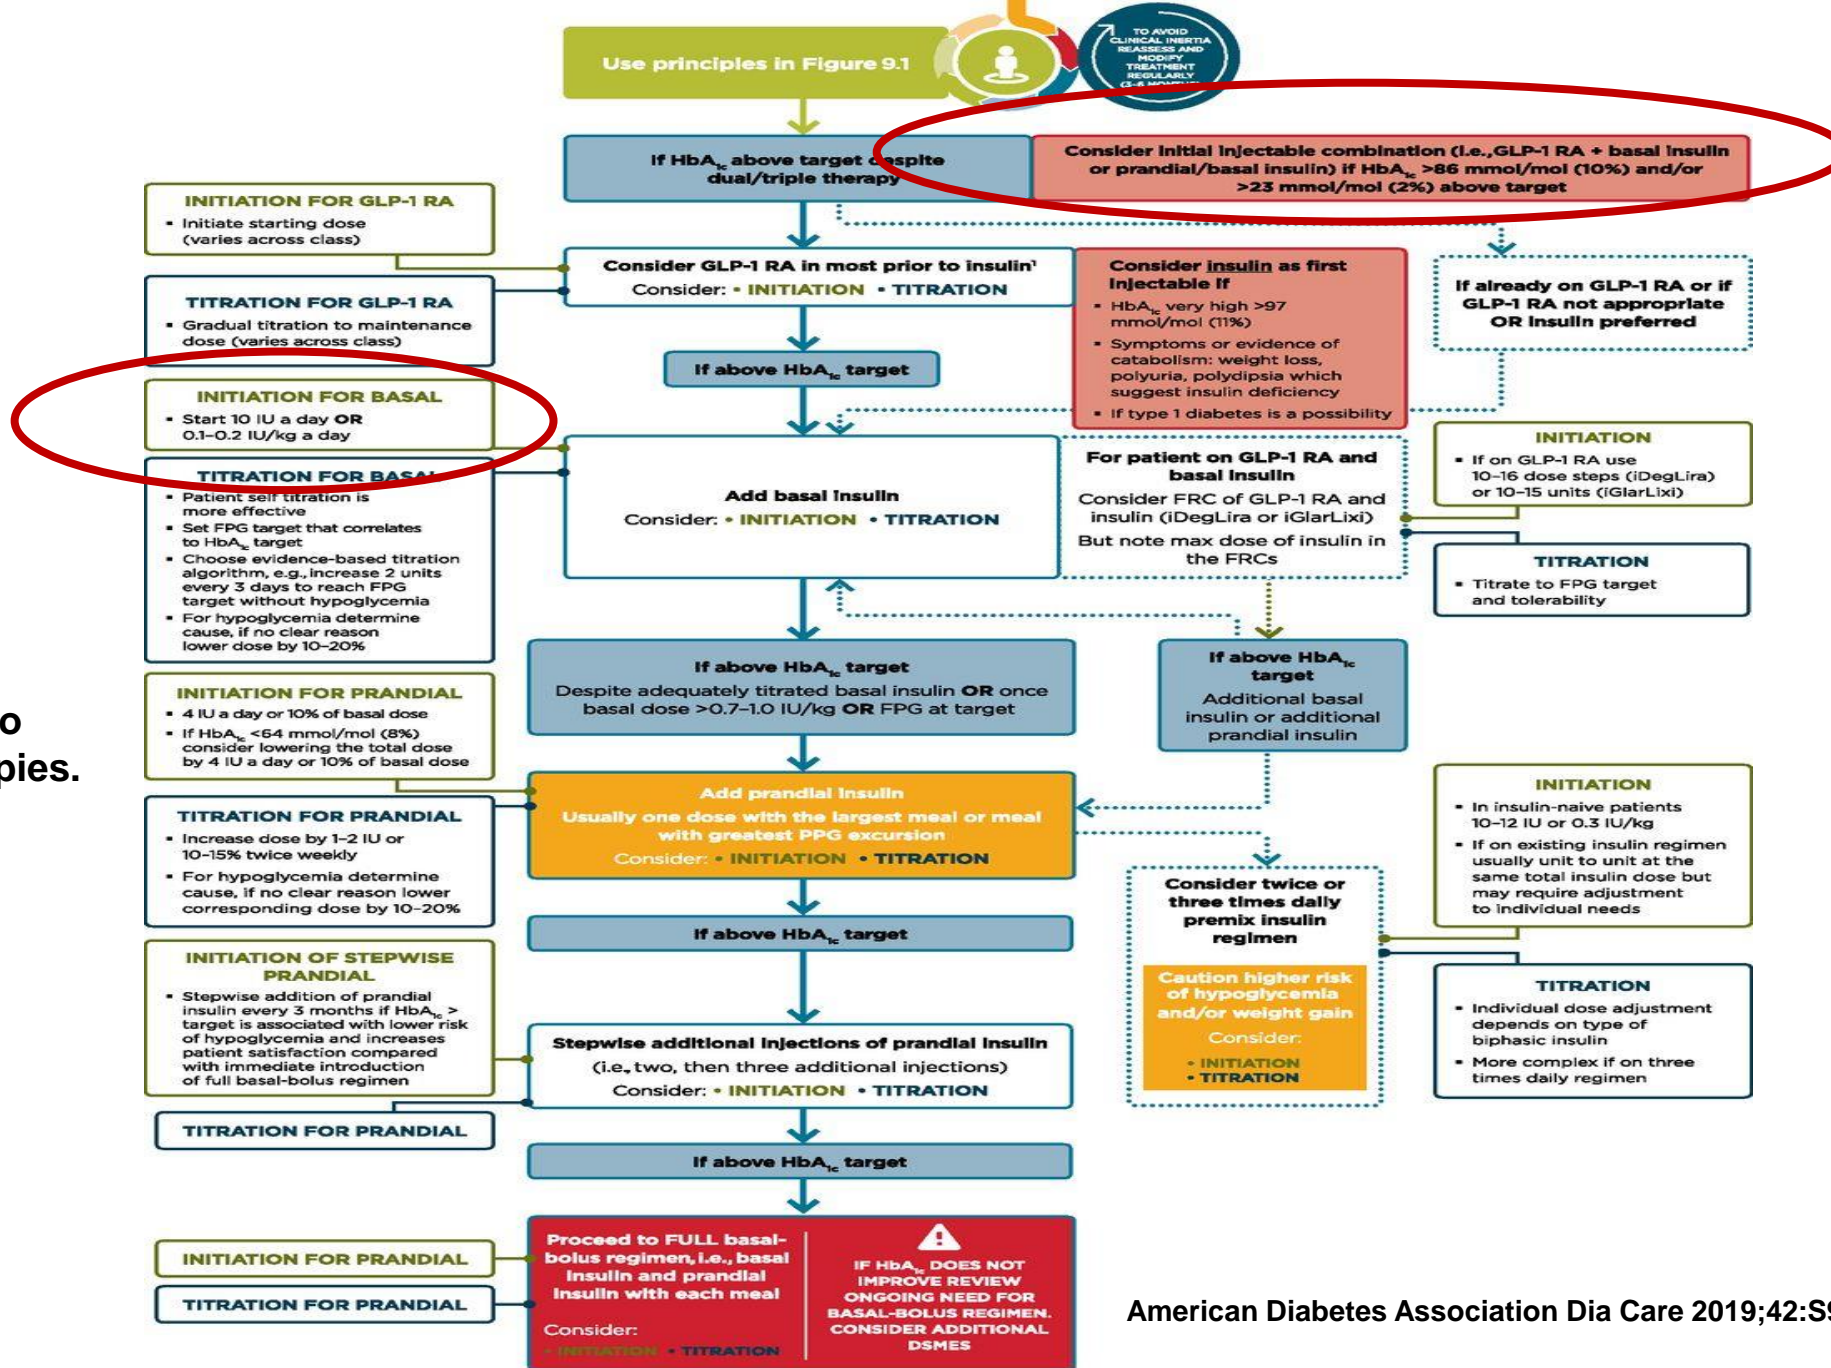 Use principles in Figure 9.1
TO AVOID
CLINICAL INERTIA
REASSESS AND
MODIFY
TREATMENT
REGULARLY
(3-6 MONTHS)
If HbA1c above target despite
dual/triple therapy
Consider initial injectable combination (i.e., GLP-1 RA + basal insulin
or prandial/basal insulin) if HbA1c >86 mmol/mol (10%) and/or
>23 mmol/mol (2%) above target
INITIATION FOR GLP-1 RA
▪ Initiate starting dose
(varies across class)
TITRATION FOR GLP-1 RA
▪ Gradual titration to maintenance
dose (varies across class)
Consider GLP-1 RA in most prior to insulin¹
Consider: • INITIATION • TITRATION
Consider insulin as first
injectable if
▪ HbA1c very high >97
mmol/mol (11%)
▪ Symptoms or evidence of
catabolism: weight loss,
polyuria, polydipsia which
suggest insulin deficiency
▪ If type 1 diabetes is a possibility
If already on GLP-1 RA or if
GLP-1 RA not appropriate
OR insulin preferred
If above HbA1c target
INITIATION FOR BASAL
▪ Start 10 IU a day OR
0.1-0.2 IU/kg a day
TITRATION FOR BASAL
▪ Patient self titration is
more effective
▪ Set FPG target that correlates
to HbA1c target
▪ Choose evidence-based titration
algorithm, e.g., increase 2 units
every 3 days to reach FPG
target without hypoglycemia
▪ For hypoglycemia determine
cause, if no clear reason
lower dose by 10-20%
Add basal insulin
Consider: • INITIATION • TITRATION
For patient on GLP-1 RA and
basal insulin
Consider FRC of GLP-1 RA and
insulin (iDegLira or iGlarLixi)
But note max dose of insulin in
the FRCs
INITIATION
▪ If on GLP-1 RA use
10-16 dose steps (iDegLira)
or 10-15 units (iGlarLixi)
TITRATION
▪ Titrate to FPG target
and tolerability
If above HbA1c target
Despite adequately titrated basal insulin OR once
basal dose >0.7-1.0 IU/kg OR FPG at target
If above HbA1c
target
Additional basal
insulin or additional
prandial insulin
o
pies.
INITIATION FOR PRANDIAL
▪ 4 IU a day or 10% of basal dose
▪ If HbA1c <64 mmol/mol (8%)
consider lowering the total dose
by 4 IU a day or 10% of basal dose
TITRATION FOR PRANDIAL
▪ Increase dose by 1-2 IU or
10-15% twice weekly
▪ For hypoglycemia determine
cause, if no clear reason lower
corresponding dose by 10-20%
Add prandial insulin
Usually one dose with the largest meal or meal
with greatest PPG excursion
Consider: • INITIATION • TITRATION
If above HbA1c target
Consider twice or
three times daily
premix insulin
regimen
Caution higher risk
of hypoglycemia
and/or weight gain
Consider:
• INITIATION
• TITRATION
INITIATION
▪ In insulin-naive patients
10-12 IU or 0.3 IU/kg
▪ If on existing insulin regimen
usually unit to unit at the
same total insulin dose but
may require adjustment
to individual needs
TITRATION
▪ Individual dose adjustment
depends on type of
biphasic insulin
▪ More complex if on three
times daily regimen
INITIATION OF STEPWISE
PRANDIAL
▪ Stepwise addition of prandial
insulin every 3 months if HbA1c >
target is associated with lower risk
of hypoglycemia and increases
patient satisfaction compared
with immediate introduction
of full basal-bolus regimen
TITRATION FOR PRANDIAL
Stepwise additional injections of prandial insulin
(i.e., two, then three additional injections)
Consider: • INITIATION • TITRATION
If above HbA1c target
INITIATION FOR PRANDIAL
TITRATION FOR PRANDIAL
Proceed to FULL basal-
bolus regimen, i.e., basal
insulin and prandial
insulin with each meal
Consider:
• INITIATION • TITRATION
IF HbA1c DOES NOT
IMPROVE REVIEW
ONGOING NEED FOR
BASAL-BOLUS REGIMEN.
CONSIDER ADDITIONAL
DSMES
American Diabetes Association Dia Care 2019;42:S9